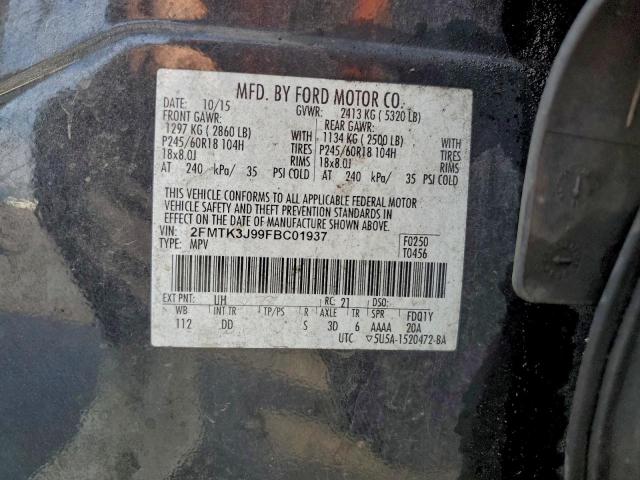 MFD. BY FORD MOTOR CO.
DATE: 10/15 GVWR: 2413 KG ( 5320 LB)
FRONT GAWR: REAR GAWR:
1297 KG ( 2860 LB) WITH 1134 KG ( 2500 LB) WITH
P245/60R18 104H TIRES P245/60R18 104H TIRES
18x8.0J RIMS 18x8.0J RIMS
AT 240 kPa/ 35 PSI COLD AT 240 kPa/ 35 PSI COLD
THIS VEHICLE CONFORMS TO ALL APPLICABLE FEDERAL MOTOR
VEHICLE SAFETY AND THEFT PREVENTION STANDARDS IN
EFFECT ON THE DATE OF MANUFACTURE SHOWN ABOVE.
VIN: 2FMTK3J99FBC01937 F0250
TYPE: MPV T0456
EXT PNT: UH RC: 21 DSO:
WB INT TR TP/PS R AXLE TR SPR FDQ1Y
112 DD S 3D 6 AAAA 20A
UTC ▽5U5A-1520472-BA